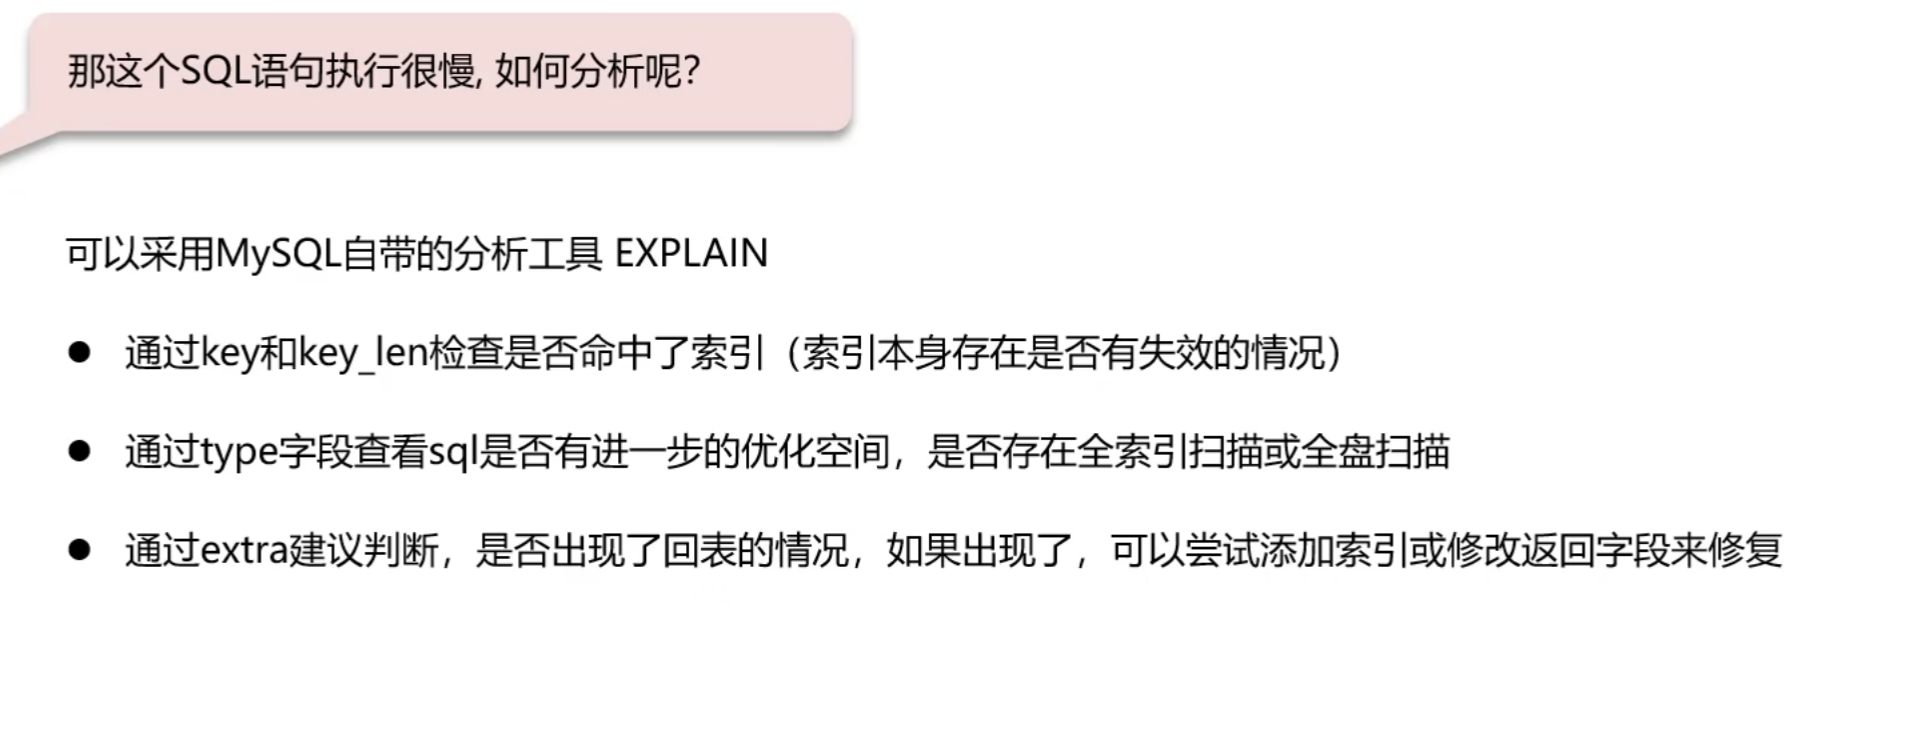 那这个SQL语句执行很慢, 如何分析呢?
可以采用MySQL自带的分析工具 EXPLAIN
● 通过key和key_len检查是否命中了索引（索引本身存在是否有失效的情况）
● 通过type字段查看sql是否有进一步的优化空间，是否存在全索引扫描或全盘扫描
● 通过extra建议判断，是否出现了回表的情况，如果出现了，可以尝试添加索引或修改返回字段来修复